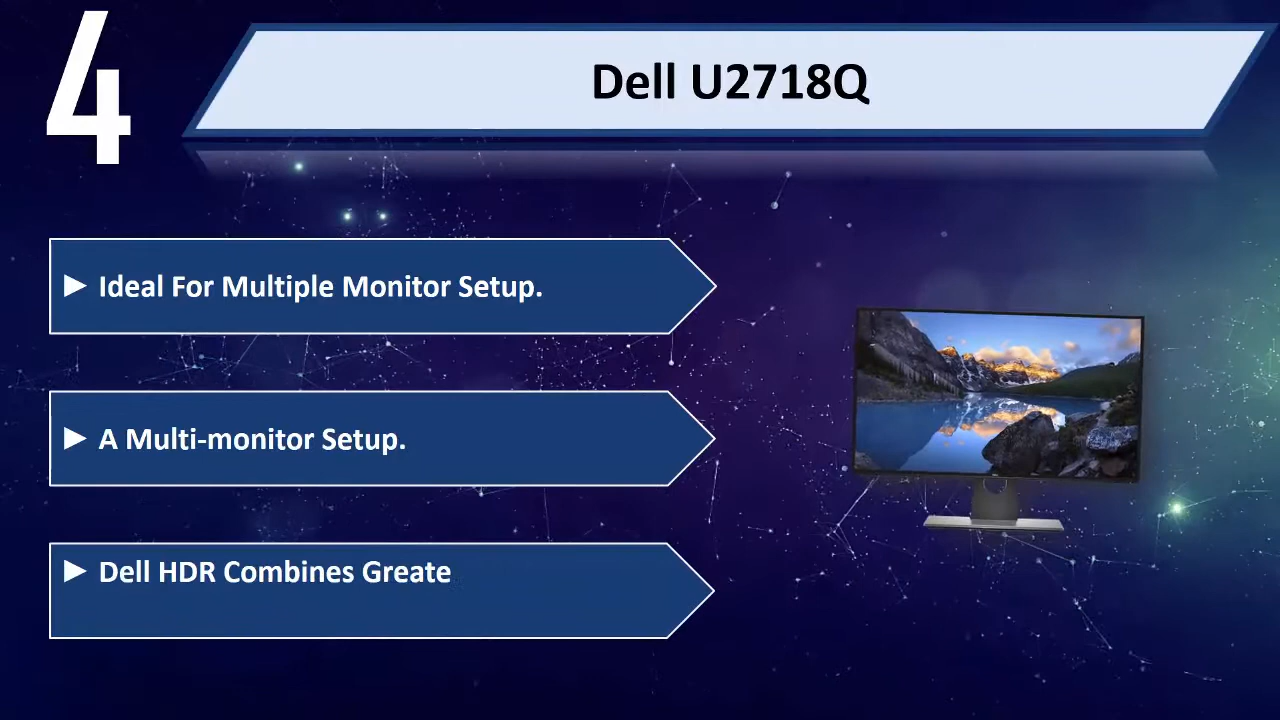 4
Dell U2718Q
► Ideal For Multiple Monitor Setup.
► A Multi-monitor Setup.
► Dell HDR Combines Greate